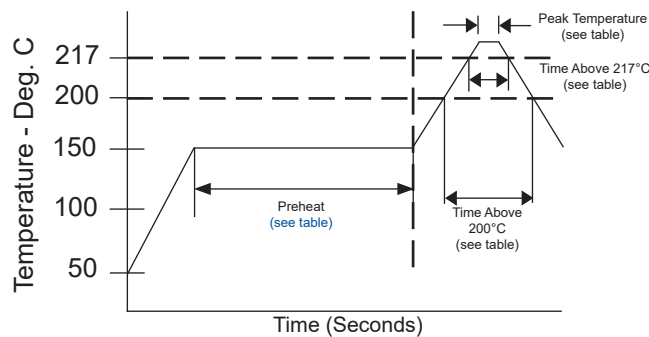 Temperature - Deg. C
217
200
150
100
50
Peak Temperature
(see table)
Time Above 217°C
(see table)
Preheat
(see table)
Time Above
200°C
(see table)
Time (Seconds)